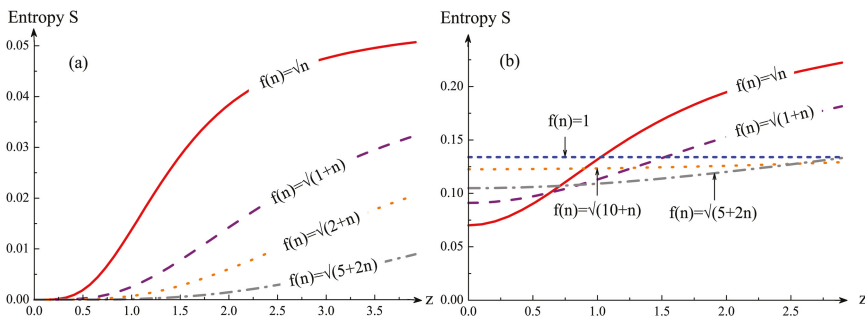 Entropy S
0.05
0.04
0.03
0.02
0.01
0.00
(a)
f(n)=√n
f(n)=√(1+n)
f(n)=√(2+n)
f(n)=√(5+2n)
0.0 0.5 1.0 1.5 2.0 2.5 3.0 3.5 z
Entropy S
0.20
0.15
0.10
0.05
0.00
(b)
f(n)=√n
f(n)=1
f(n)=√(1+n)
f(n)=√(10+n) f(n)=√(5+2n)
0.0 0.5 1.0 1.5 2.0 2.5 z